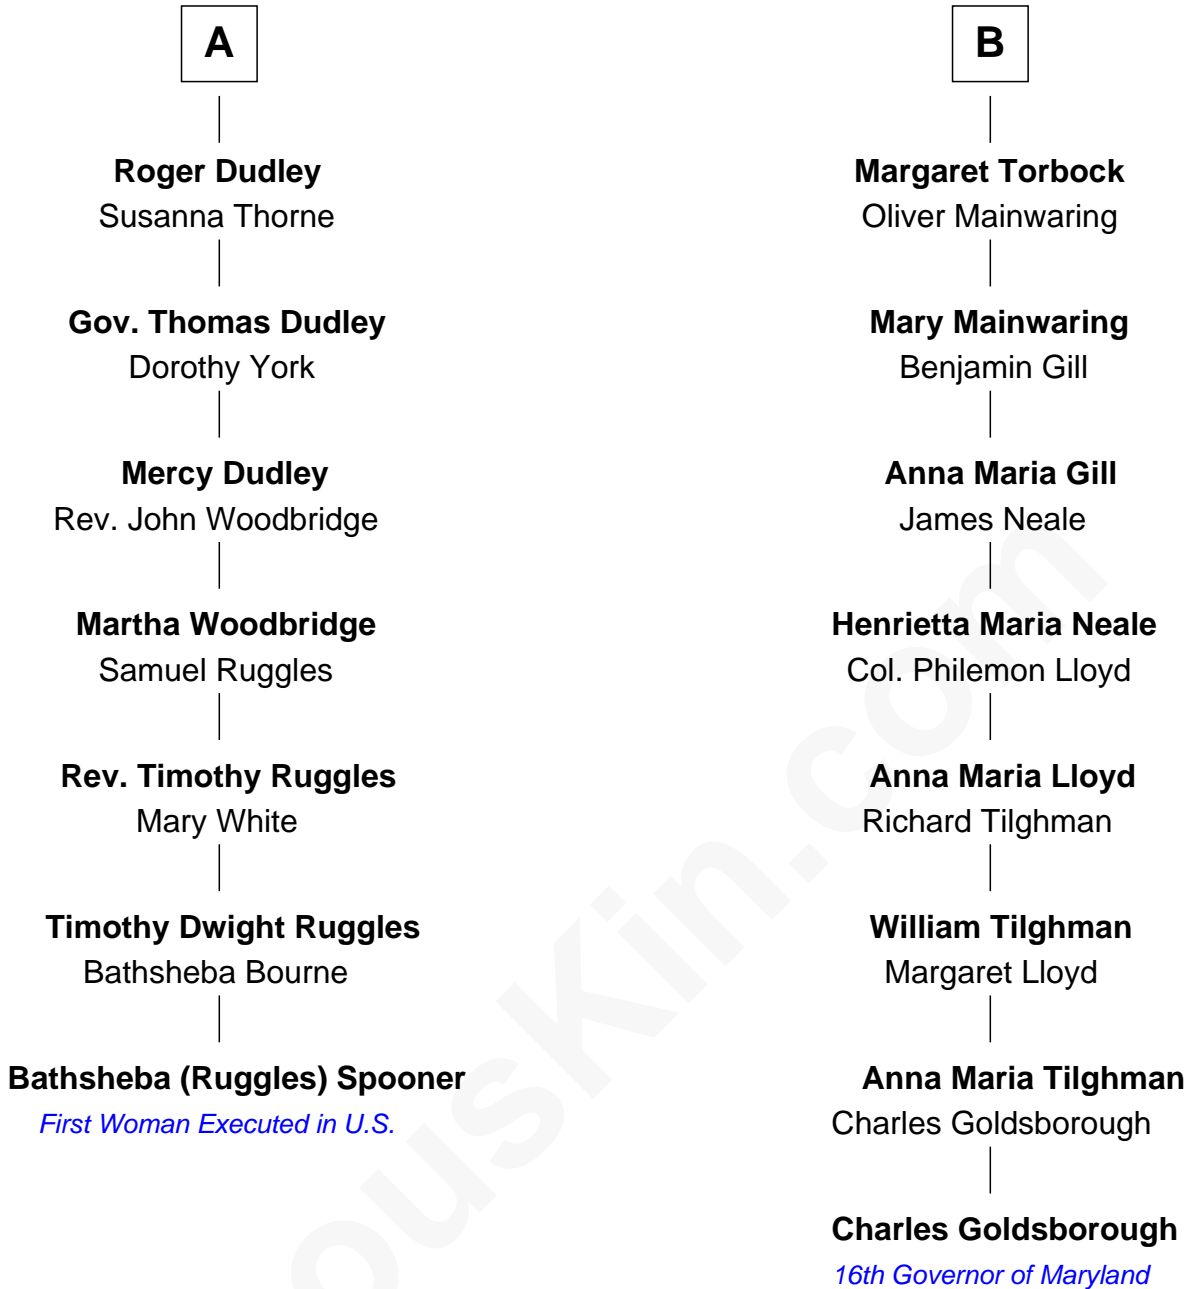 A
Roger Dudley
Susanna Thorne
Gov. Thomas Dudley
Dorothy York
Mercy Dudley
Rev. John Woodbridge
Martha Woodbridge
Samuel Ruggles
Rev. Timothy Ruggles
Mary White
Timothy Dwight Ruggles
Bathsheba Bourne
Bathsheba (Ruggles) Spooner
First Woman Executed in U.S.
B
Margaret Torbock
Oliver Mainwaring
Mary Mainwaring
Benjamin Gill
Anna Maria Gill
James Neale
Henrietta Maria Neale
Col. Philemon Lloyd
Anna Maria Lloyd
Richard Tilghman
William Tilghman
Margaret Lloyd
Anna Maria Tilghman
Charles Goldsborough
Charles Goldsborough
16th Governor of Maryland
ousKin.com